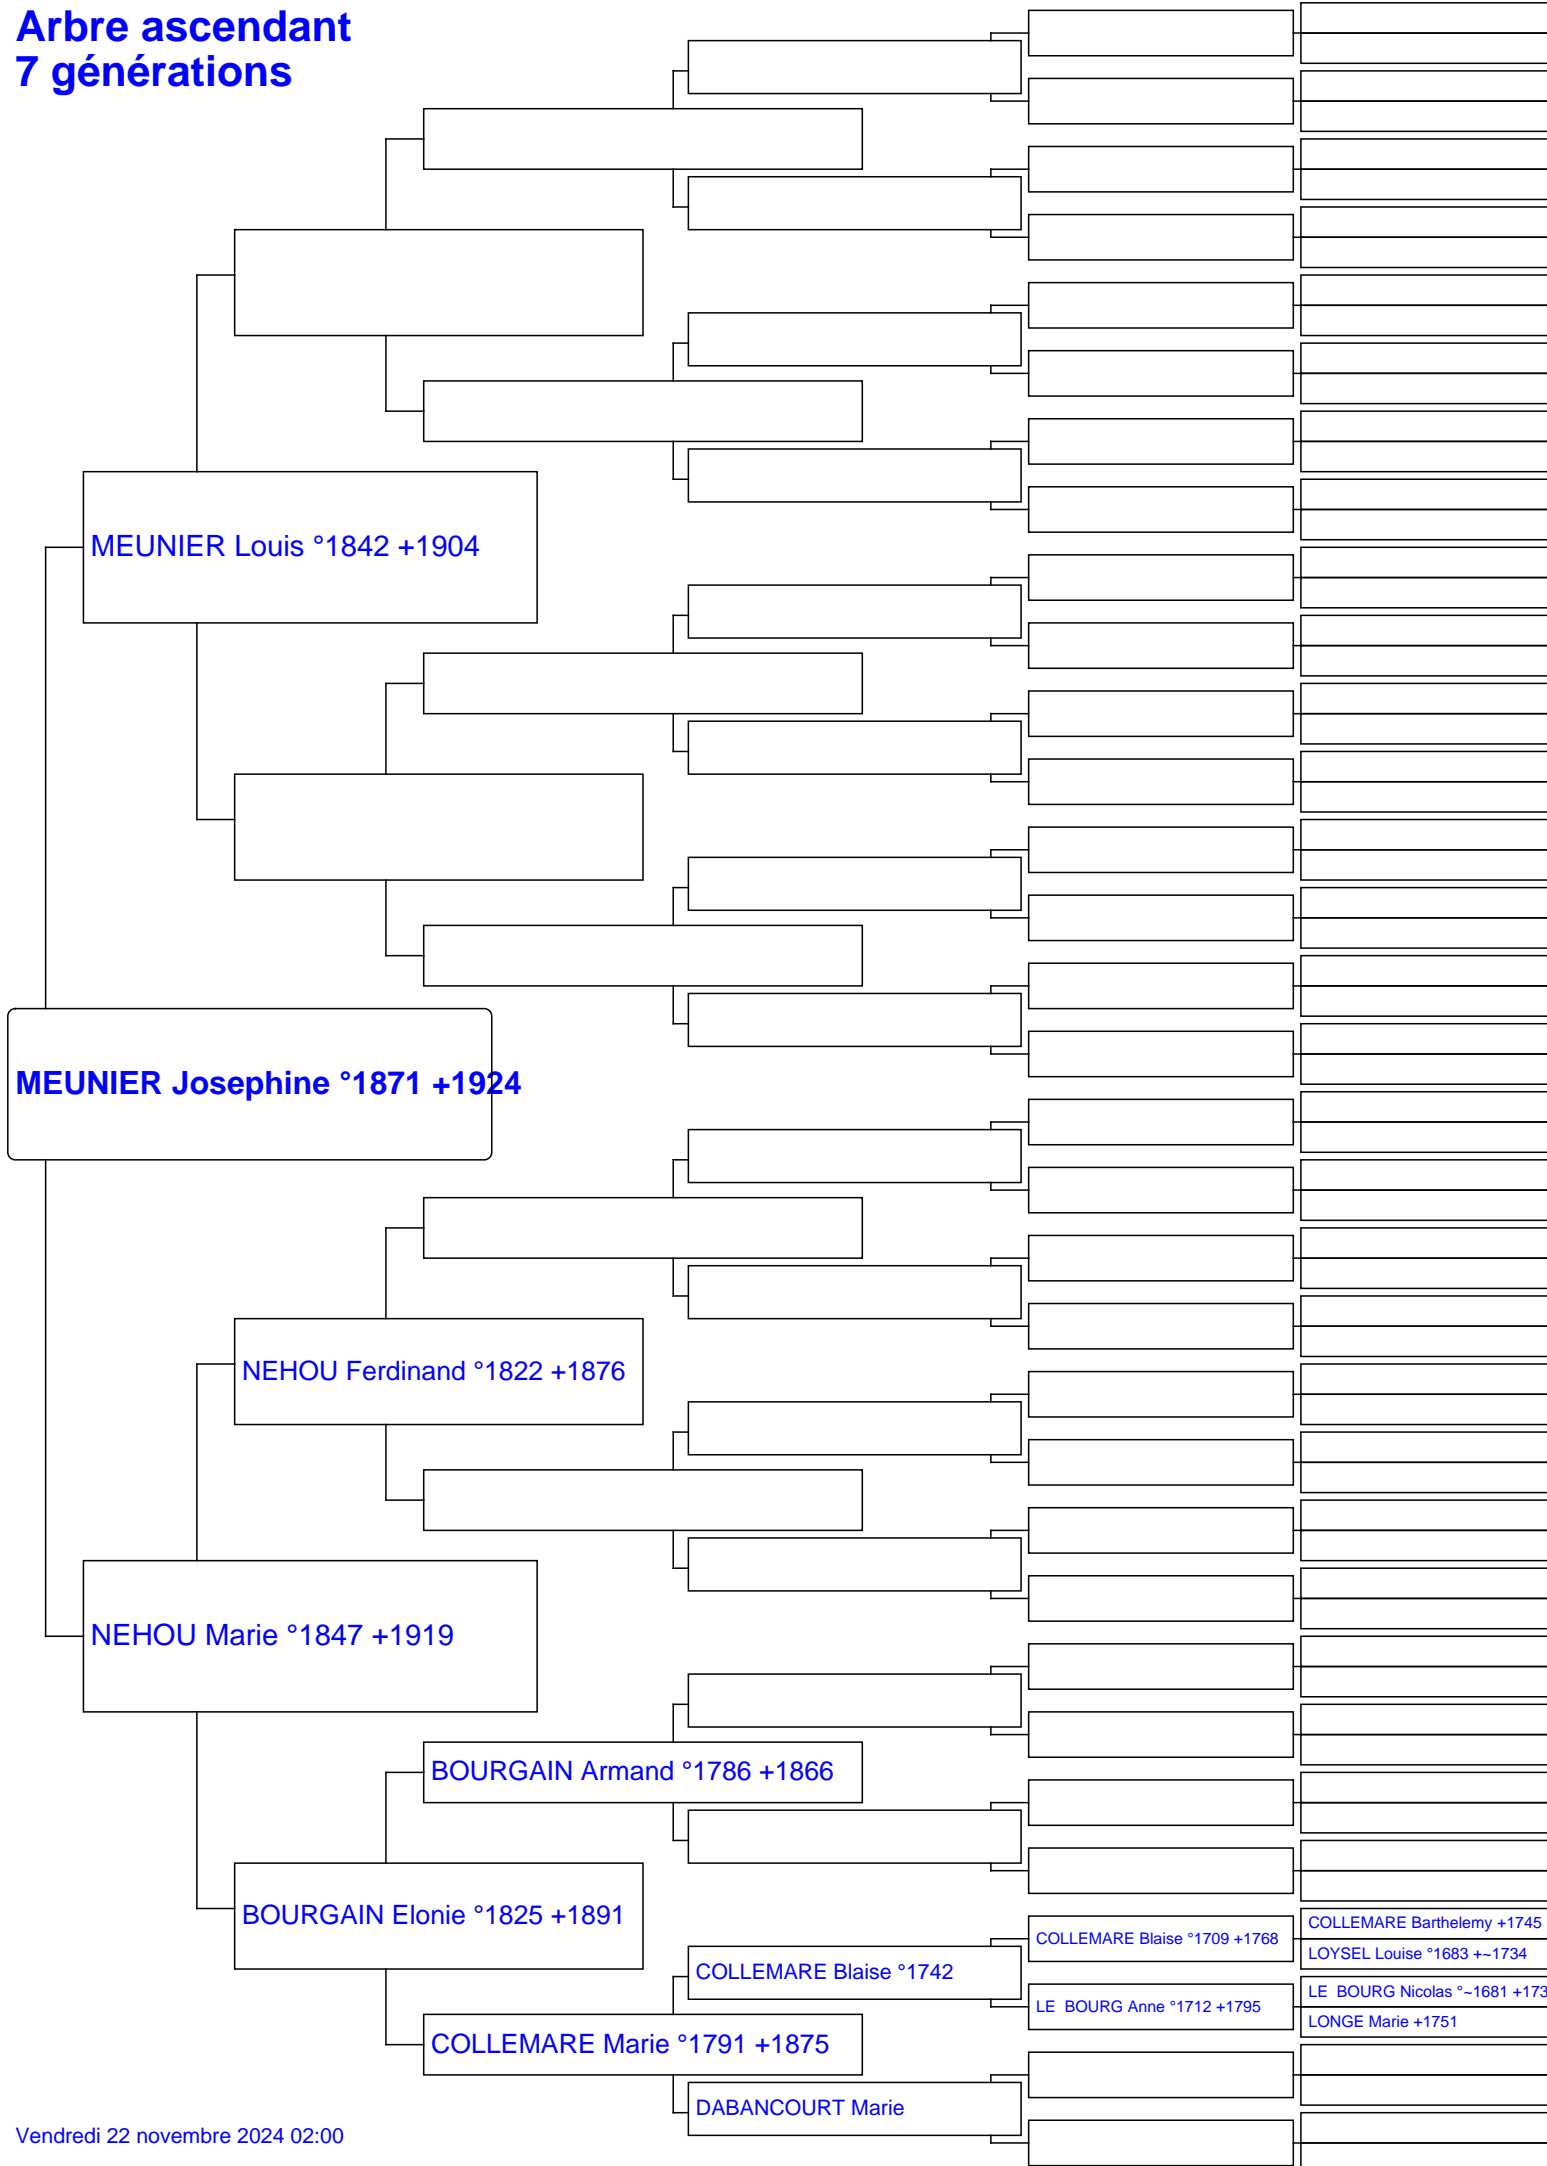 Arbre ascendant
7 générations
MEUNIER Louis °1842 +1904
MEUNIER Josephine °1871 +1924
NEHOU Ferdinand °1822 +1876
NEHOU Marie °1847 +1919
BOURGAIN Armand °1786 +1866
BOURGAIN Elonie °1825 +1891
COLLEMARE Barthelemy +1745
COLLEMARE Blaise °1709 +1768
LOYSEL Louise °1683 +~1734
COLLEMARE Blaise °1742
LE BOURG Nicolas °~1681 +173
LE BOURG Anne °1712 +1795
LONGE Marie +1751
COLLEMARE Marie °1791 +1875
DABANCOURT Marie
Vendredi 22 novembre 2024 02:00